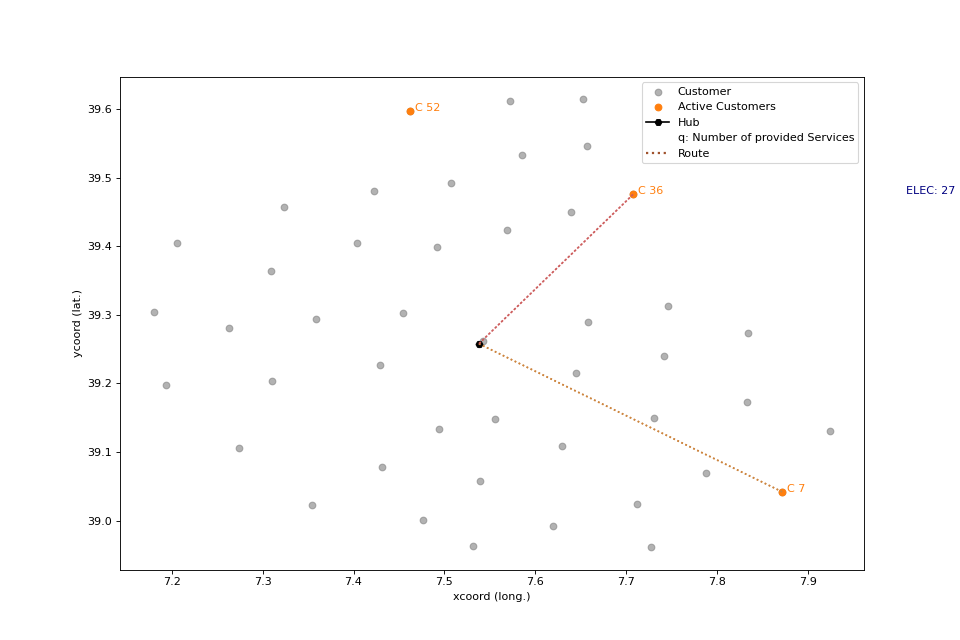 Customer
Active Customers
Hub
q: Number of provided Services
Route
C 52
C 36
ELEC: 27
C 7
39.6
39.5
39.4
39.3
39.2
39.1
39.0
ycoord (lat.)
7.2 7.3 7.4 7.5 7.6 7.7 7.8 7.9
xcoord (long.)